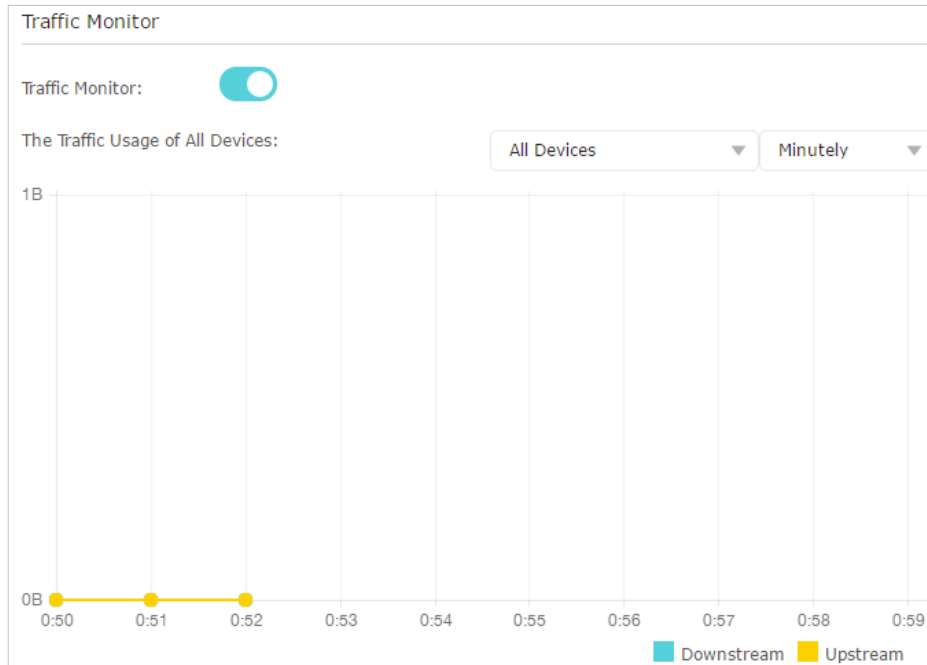 Traffic Monitor
Traffic Monitor:
The Traffic Usage of All Devices:
All Devices
Minutely
1B
0B
0:50 0:51 0:52 0:53 0:54 0:55 0:56 0:57 0:58 0:59
Downstream Upstream